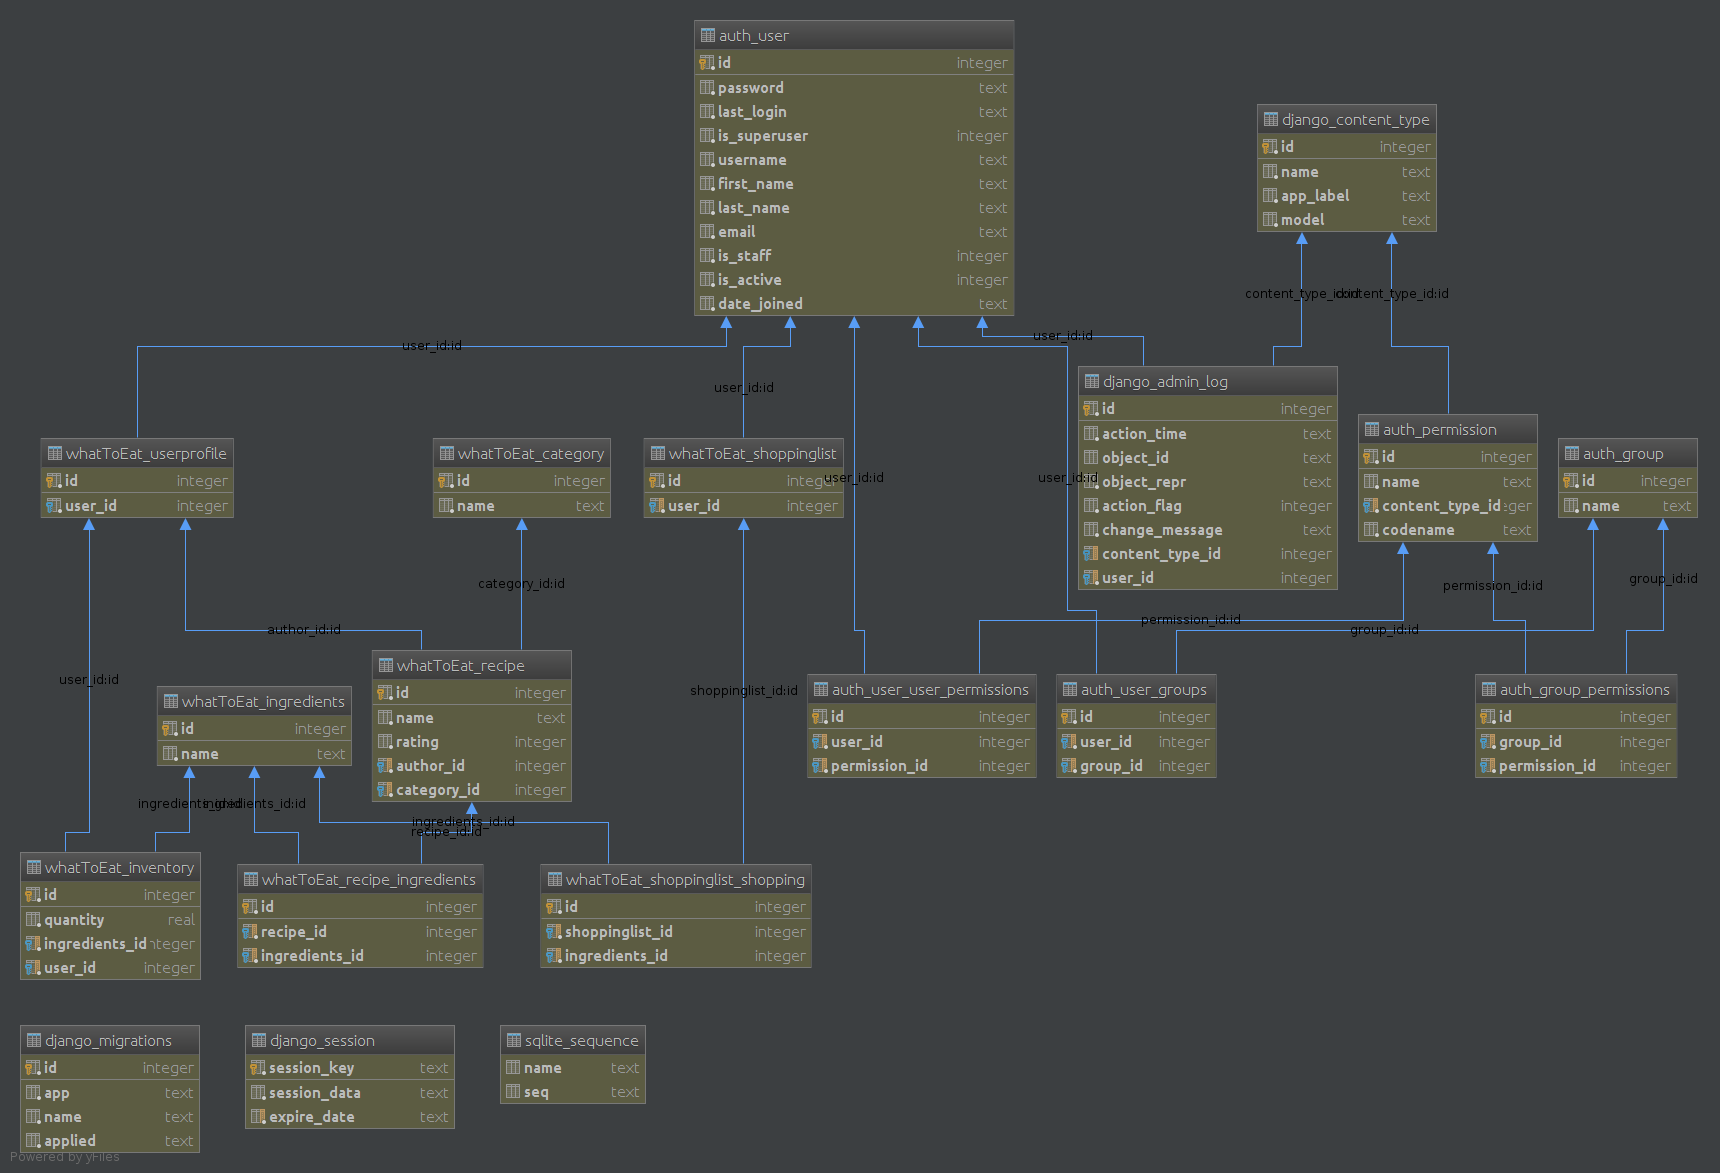 auth_user
id integer
password text
last_login text
is_superuser integer
username text
first_name text
last_name text
email text
is_staff integer
is_active integer
date_joined text
django_content_type
id integer
name text
app_label text
model text
content_type_id:id
content_type_id:id
user_id:id
user_id:id
user_id:id
django_admin_log
id integer
action_time text
object_id text
object_repr text
action_flag integer
change_message text
content_type_id integer
user_id integer
auth_permission
id integer
name text
content_type_id
codename text
auth_group
id integer
name text
whatToEat_userprofile
id integer
user_id integer
whatToEat_category
id integer
name text
whatToEat_shoppinglist
id integer
user_id integer
user_id:id
user_id:id
category_id:id
permission_id:id
group_id:id
author_id:id
permission_id:id
group_id:id
user_id:id
shoppinglist_id:id
whatToEat_ingredients
id integer
name text
whatToEat_recipe
id integer
name text
rating integer
author_id integer
category_id integer
auth_user_user_permissions
id integer
user_id integer
permission_id integer
auth_user_groups
id integer
user_id integer
group_id integer
auth_group_permissions
id integer
group_id integer
permission_id integer
ingredients_id:id
ingredients_id:id
ingredients_id:id
recipe_id:id
whatToEat_inventory
id integer
quantity real
ingredients_id integer
user_id integer
whatToEat_recipe_ingredients
id integer
recipe_id integer
ingredients_id integer
whatToEat_shoppinglist_shopping
id integer
shoppinglist_id integer
ingredients_id integer
django_migrations
id integer
app text
name text
applied text
django_session
session_key text
session_data text
expire_date text
sqlite_sequence
name text
seq text
Powered by yFiles